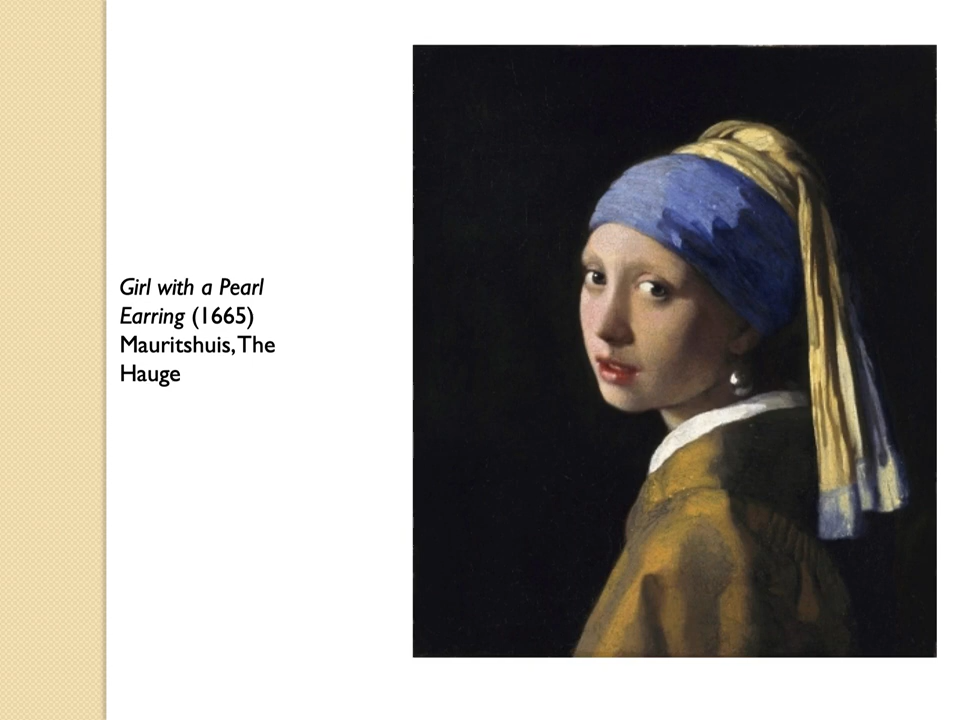 Girl with a Pearl
Earring (1665)
Mauritshuis, The
Hauge